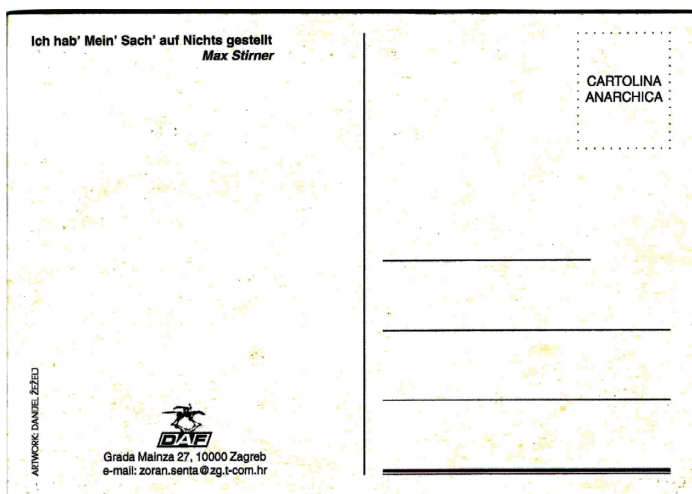 Ich hab' Mein' Sach' auf Nichts gestellt
Max Stirner
CARTOLINA
ANARCHICA
ARTWORK: DANIJEL ŽEŽELJ
DAF
Grada Mainza 27, 10000 Zagreb
e-mail: zoran.senta@zg.t-com.hr